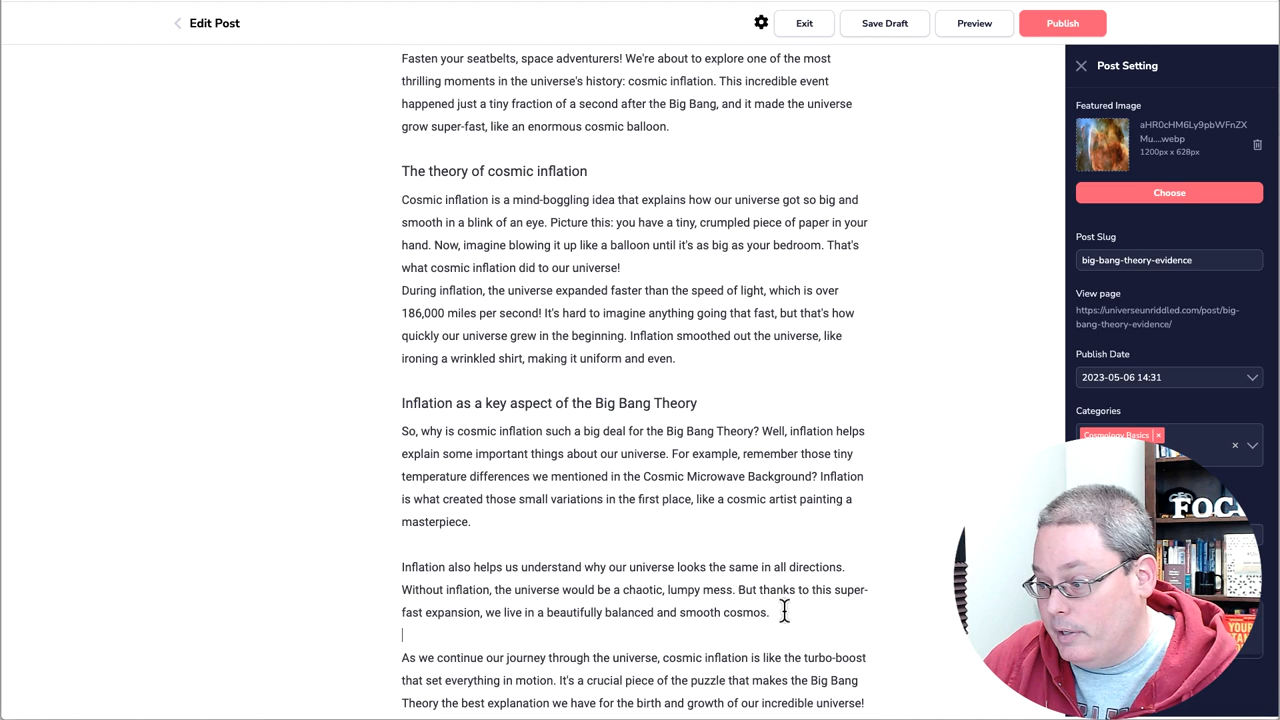 Edit Post
Exit
Save Draft
Preview
Publish
Fasten your seatbelts, space adventurers! We're about to explore one of the most
thrilling moments in the universe's history: cosmic inflation. This incredible event
happened just a tiny fraction of a second after the Big Bang, and it made the universe
grow super-fast, like an enormous cosmic balloon.
The theory of cosmic inflation
Cosmic inflation is a mind-boggling idea that explains how our universe got so big and
smooth in a blink of an eye. Picture this: you have a tiny, crumpled piece of paper in your
hand. Now, imagine blowing it up like a balloon until it's as big as your bedroom. That's
what cosmic inflation did to our universe!
During inflation, the universe expanded faster than the speed of light, which is over
186,000 miles per second! It's hard to imagine anything going that fast, but that's how
quickly our universe grew in the beginning. Inflation smoothed out the universe, like
ironing a wrinkled shirt, making it uniform and even.
Inflation as a key aspect of the Big Bang Theory
So, why is cosmic inflation such a big deal for the Big Bang Theory? Well, inflation helps
explain some important things about our universe. For example, remember those tiny
temperature differences we mentioned in the Cosmic Microwave Background? Inflation
is what created those small variations in the first place, like a cosmic artist painting a
masterpiece.
Inflation also helps us understand why our universe looks the same in all directions.
Without inflation, the universe would be a chaotic, lumpy mess. But thanks to this super-
fast expansion, we live in a beautifully balanced and smooth cosmos.
As we continue our journey through the universe, cosmic inflation is like the turbo-boost
that set everything in motion. It's a crucial piece of the puzzle that makes the Big Bang
Theory the best explanation we have for the birth and growth of our incredible universe!
Post Setting
Featured Image
aHR0cHM6Ly9pbWFnZX
Mu....webp
1200px x 628px
Choose
Post Slug
big-bang-theory-evidence
View page
https://universeunriddled.com/post/big-
bang-theory-evidence/
Publish Date
2023-05-06 14:31
Categories
Cosmology Basics
FOC
YOUR